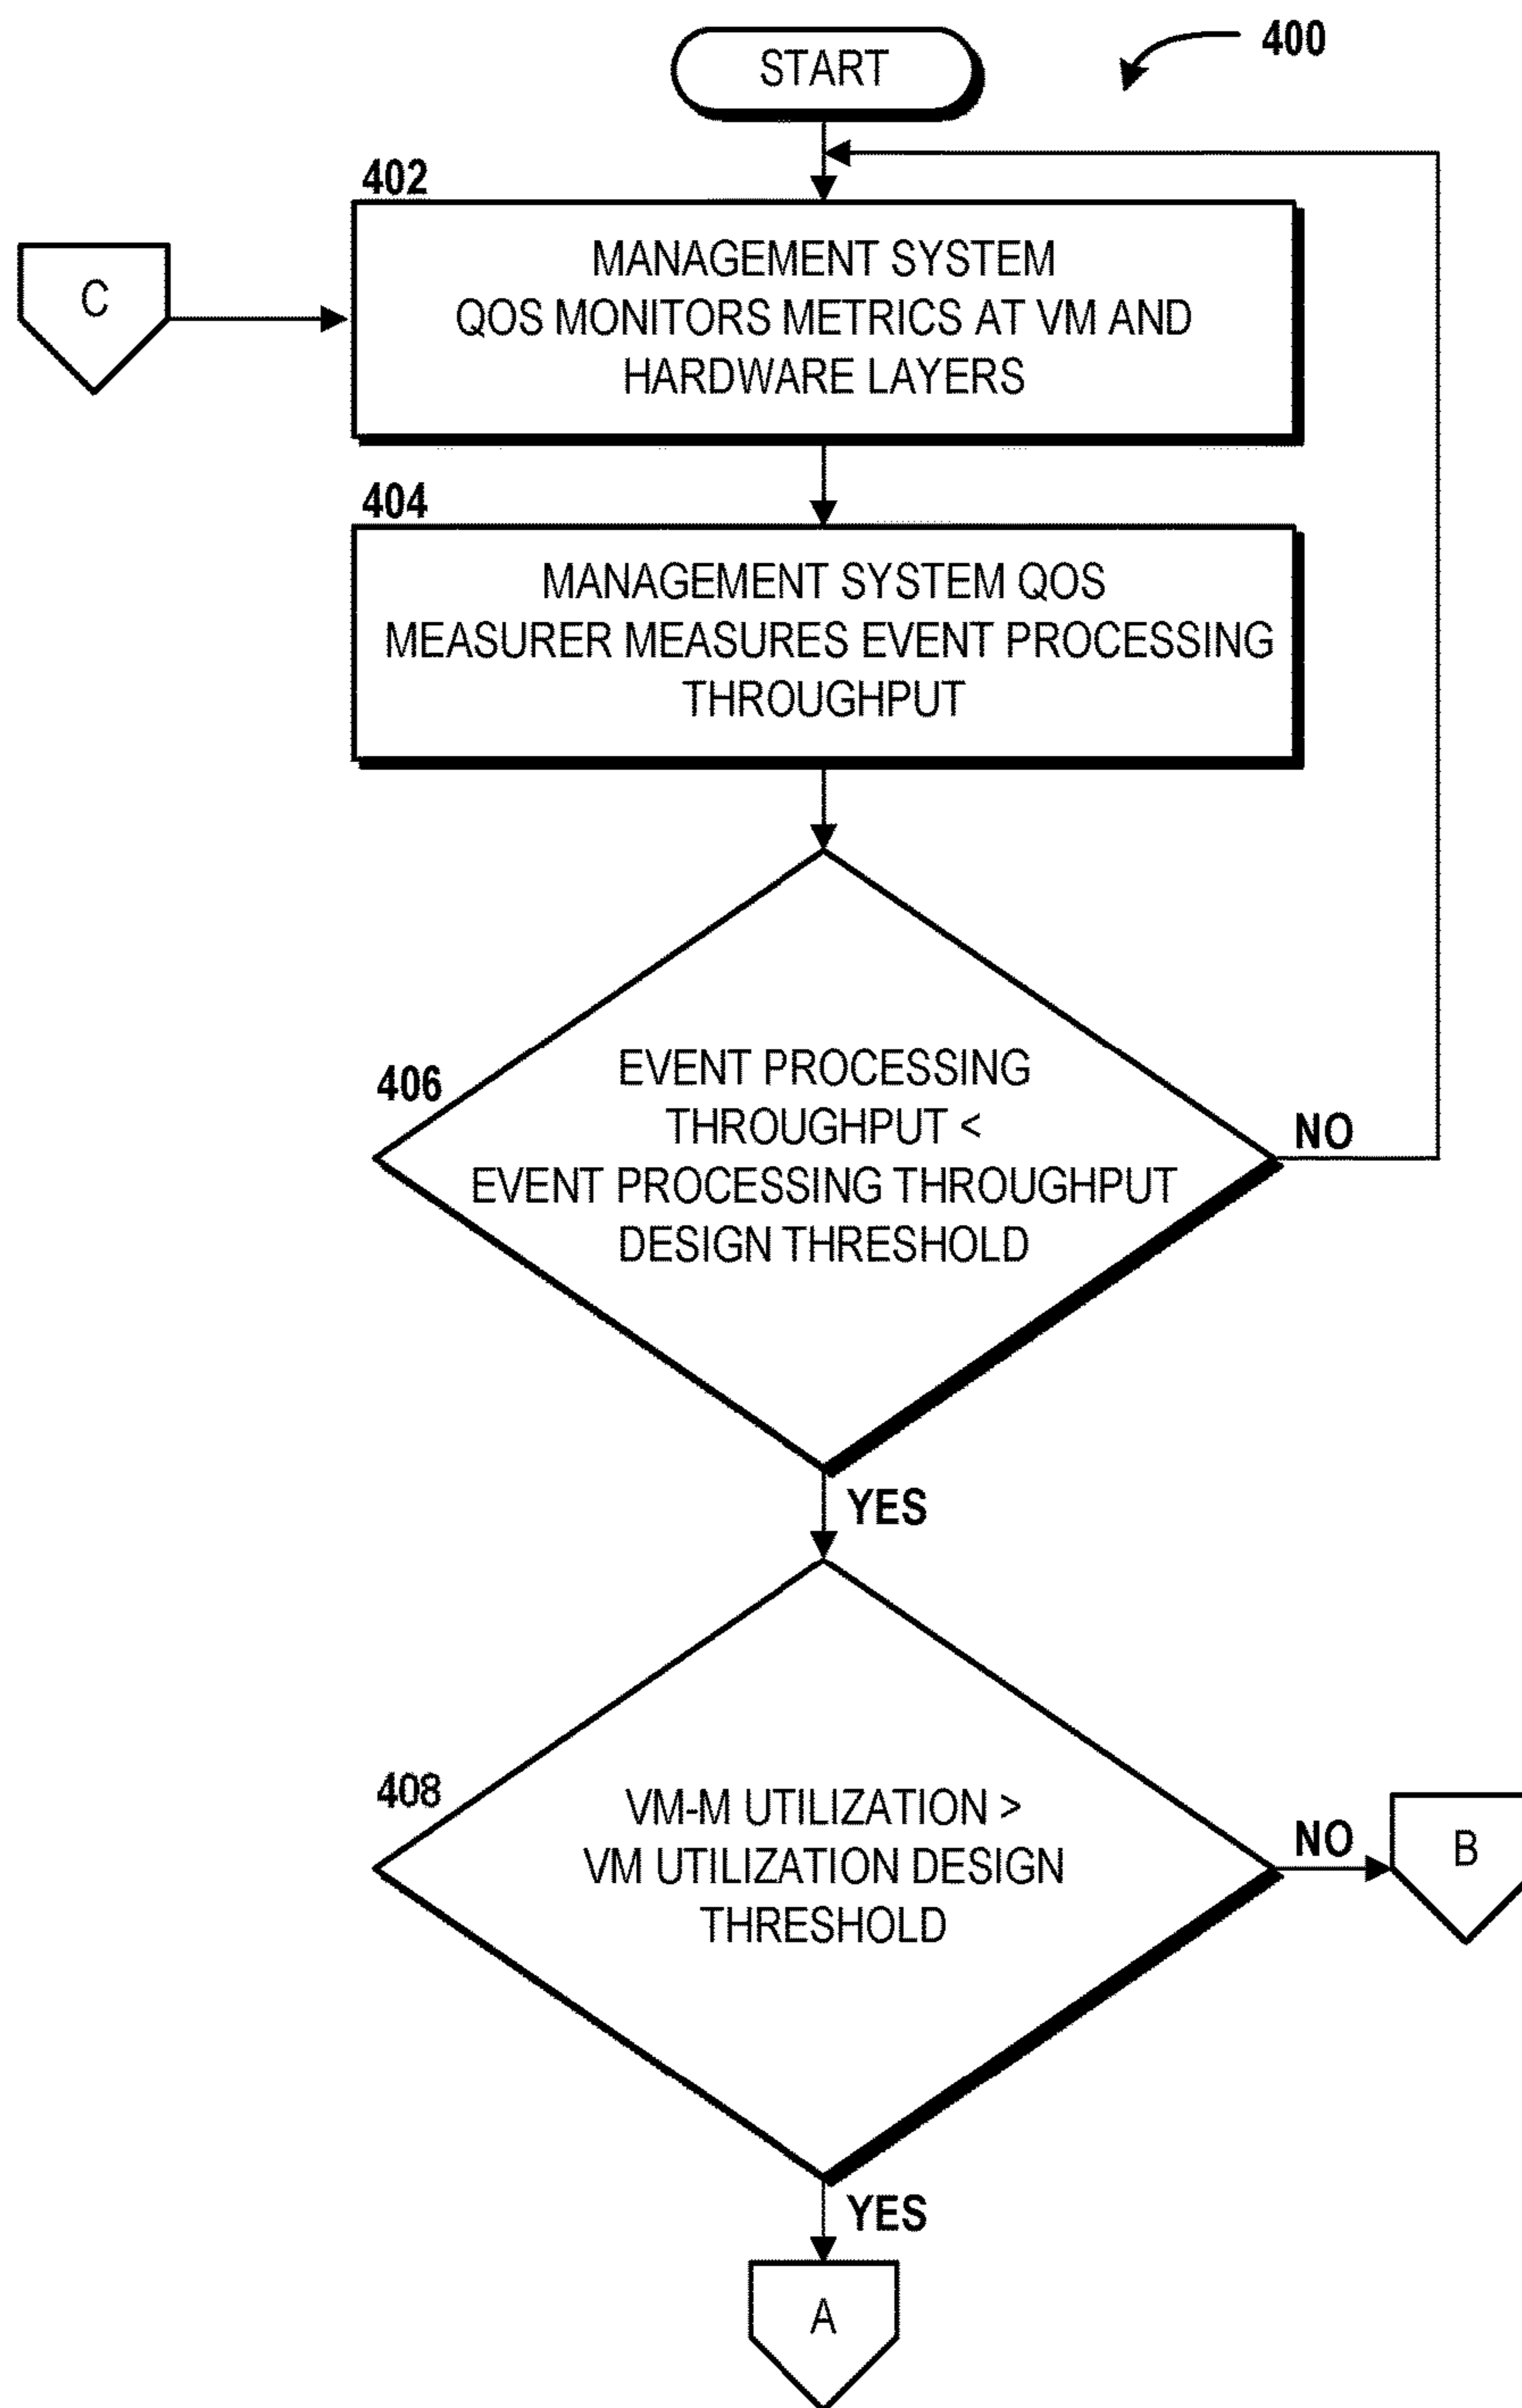 START
400
402
C
MANAGEMENT SYSTEM
QOS MONITORS METRICS AT VM AND
HARDWARE LAYERS
404
MANAGEMENT SYSTEM QOS
MEASURER MEASURES EVENT PROCESSING
THROUGHPUT
406
EVENT PROCESSING
THROUGHPUT <
EVENT PROCESSING THROUGHPUT
DESIGN THRESHOLD
NO
YES
408
VM-M UTILIZATION >
VM UTILIZATION DESIGN
THRESHOLD
NO
B
YES
A